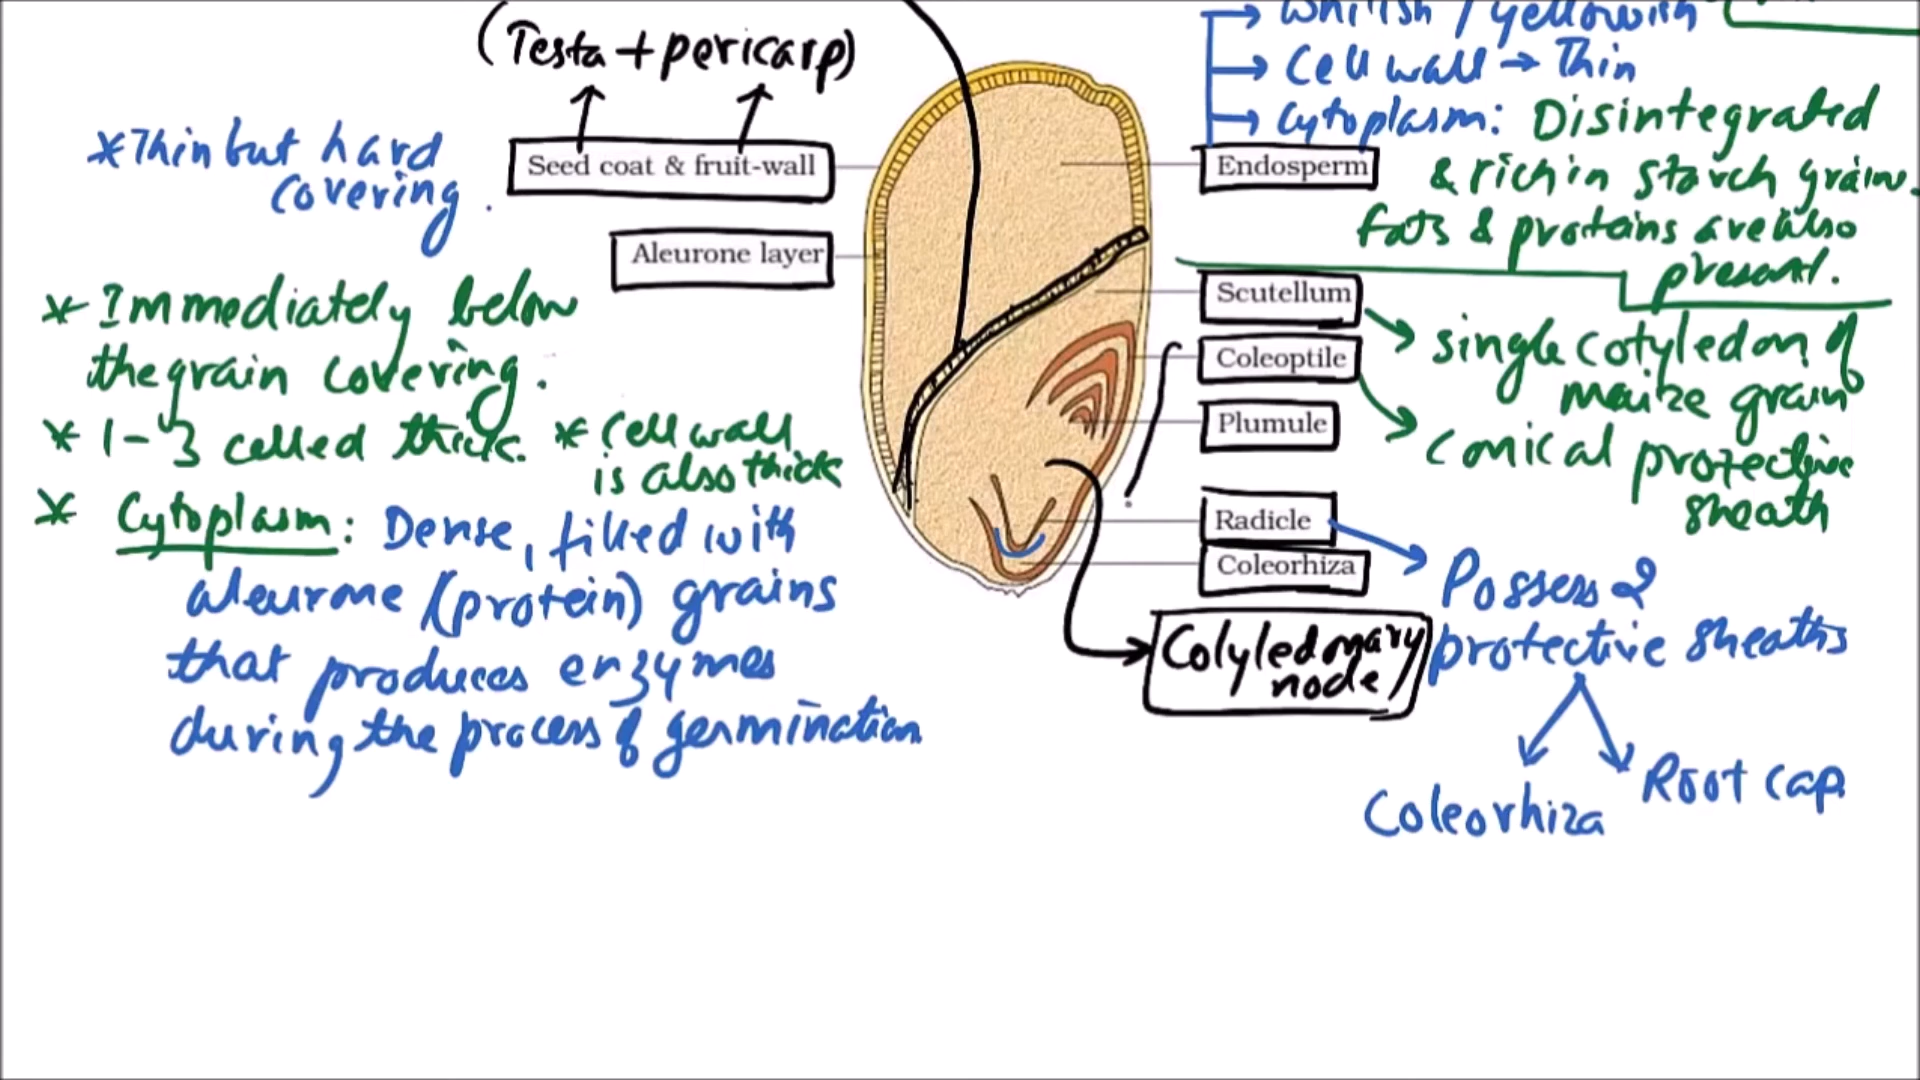 (Testa + pericarp)
*Thin but hard
covering.
Seed coat & fruit-wall
Aleurone layer
* Immediately below
the grain covering.
* 1-3 celled thick. * Cell wall
is also thick
* Cytoplasm: Dense, filled with
aleurone (protein) grains
that produces enzymes
during the process of germination
Whitish / yellowish
Cell wall → Thin
Cytoplasm: Disintegrated
& rich in starch grains.
fats & proteins are also
present.
Endosperm
Scutellum
single cotyledon of
maize grain
Coleoptile
conical protective
sheath
Plumule
Radicle
Coleorhiza
Possess 2
protective sheaths
Colyledonary
node
Coleorhiza
Root cap